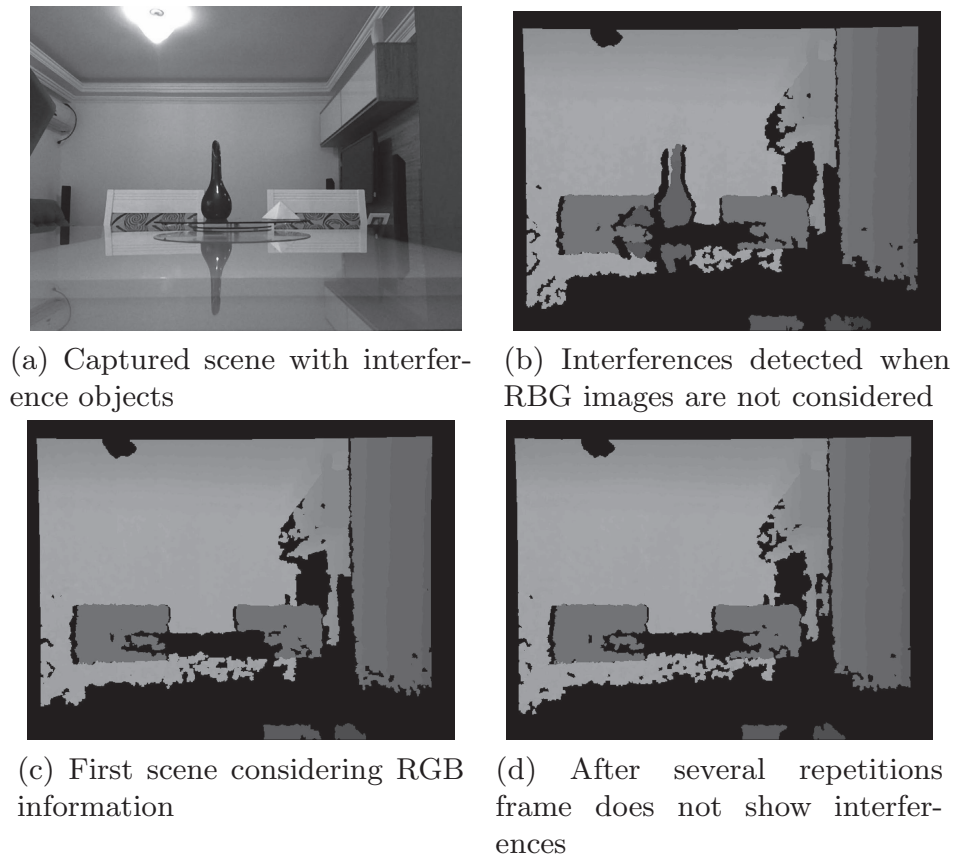 (a) Captured scene with interfer-
ence objects
(b) Interferences detected when
RBG images are not considered
(c) First scene considering RGB
information
(d) After several repetitions
frame does not show interfer-
ences